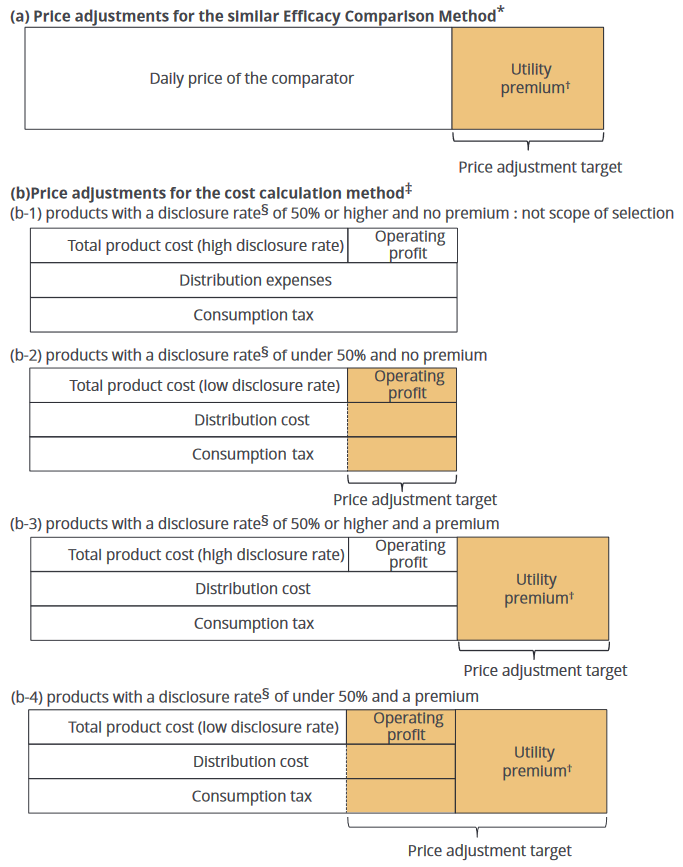 (a) Price adjustments for the similar Efficacy Comparison Method*
Daily price of the comparator
Utility
premium†
Price adjustment target
(b)Price adjustments for the cost calculation method‡
(b-1) products with a disclosure rate§ of 50% or higher and no premium : not scope of selection
Total product cost (high disclosure rate)
Operating
profit
Distribution expenses
Consumption tax
(b-2) products with a disclosure rate§ of under 50% and no premium
Total product cost (low disclosure rate)
Operating
profit
Distribution cost
Consumption tax
Price adjustment target
(b-3) products with a disclosure rate§ of 50% or higher and a premium
Total product cost (high disclosure rate)
Operating
profit
Distribution cost
Consumption tax
Utility
premium†
Price adjustment target
(b-4) products with a disclosure rate§ of under 50% and a premium
Total product cost (low disclosure rate)
Operating
profit
Distribution cost
Consumption tax
Utility
premium†
Price adjustment target